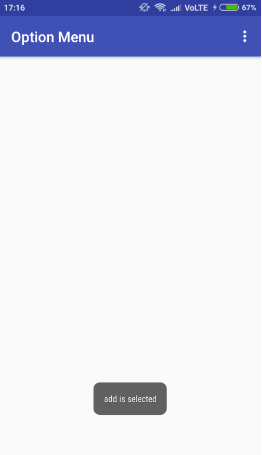 17:16 VoLTE 67%
Option Menu
add is selected